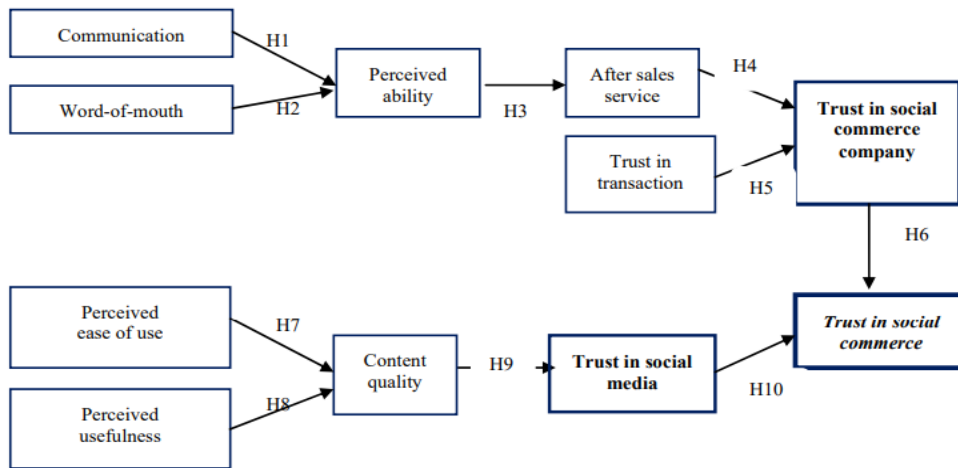 Communication
H1
Word-of-mouth
H2
Perceived
ability
H3
After sales
service
H4
Trust in
transaction
H5
Trust in social
commerce
company
H6
Perceived
ease of use
H7
Perceived
usefulness
H8
Content
quality
H9
Trust in social
media
H10
Trust in social
commerce